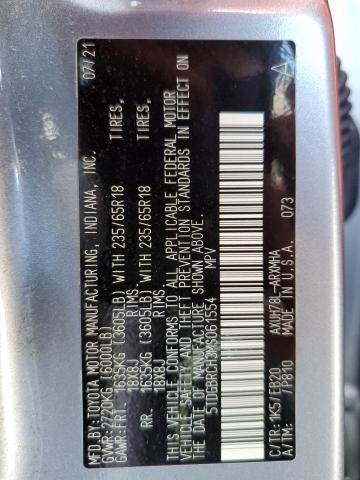 MFD.BY:TOYOTA MOTOR MANUFACTURING, INDIANA, INC. 07/21
GVWR:2720KG (6000LB)
GAWR:FRT. 1635KG (3605LB) WITH 235/65R18 TIRES,
18X8J RIMS,
RR. 1635KG (3605LB) WITH 235/65R18 TIRES,
18X8J RIMS,
THIS VEHICLE CONFORMS TO ALL APPLICABLE FEDERAL MOTOR
VEHICLE SAFETY, BUMPER, AND THEFT PREVENTION STANDARDS IN EFFECT ON
THE DATE OF MANUFACTURE SHOWN ABOVE.
5TDGBRCH3MS061554 MPV
C/TR:1K5/FB20 AXUH78L-ARXMHA
A/TM: /P810 MADE IN U.S.A. 073